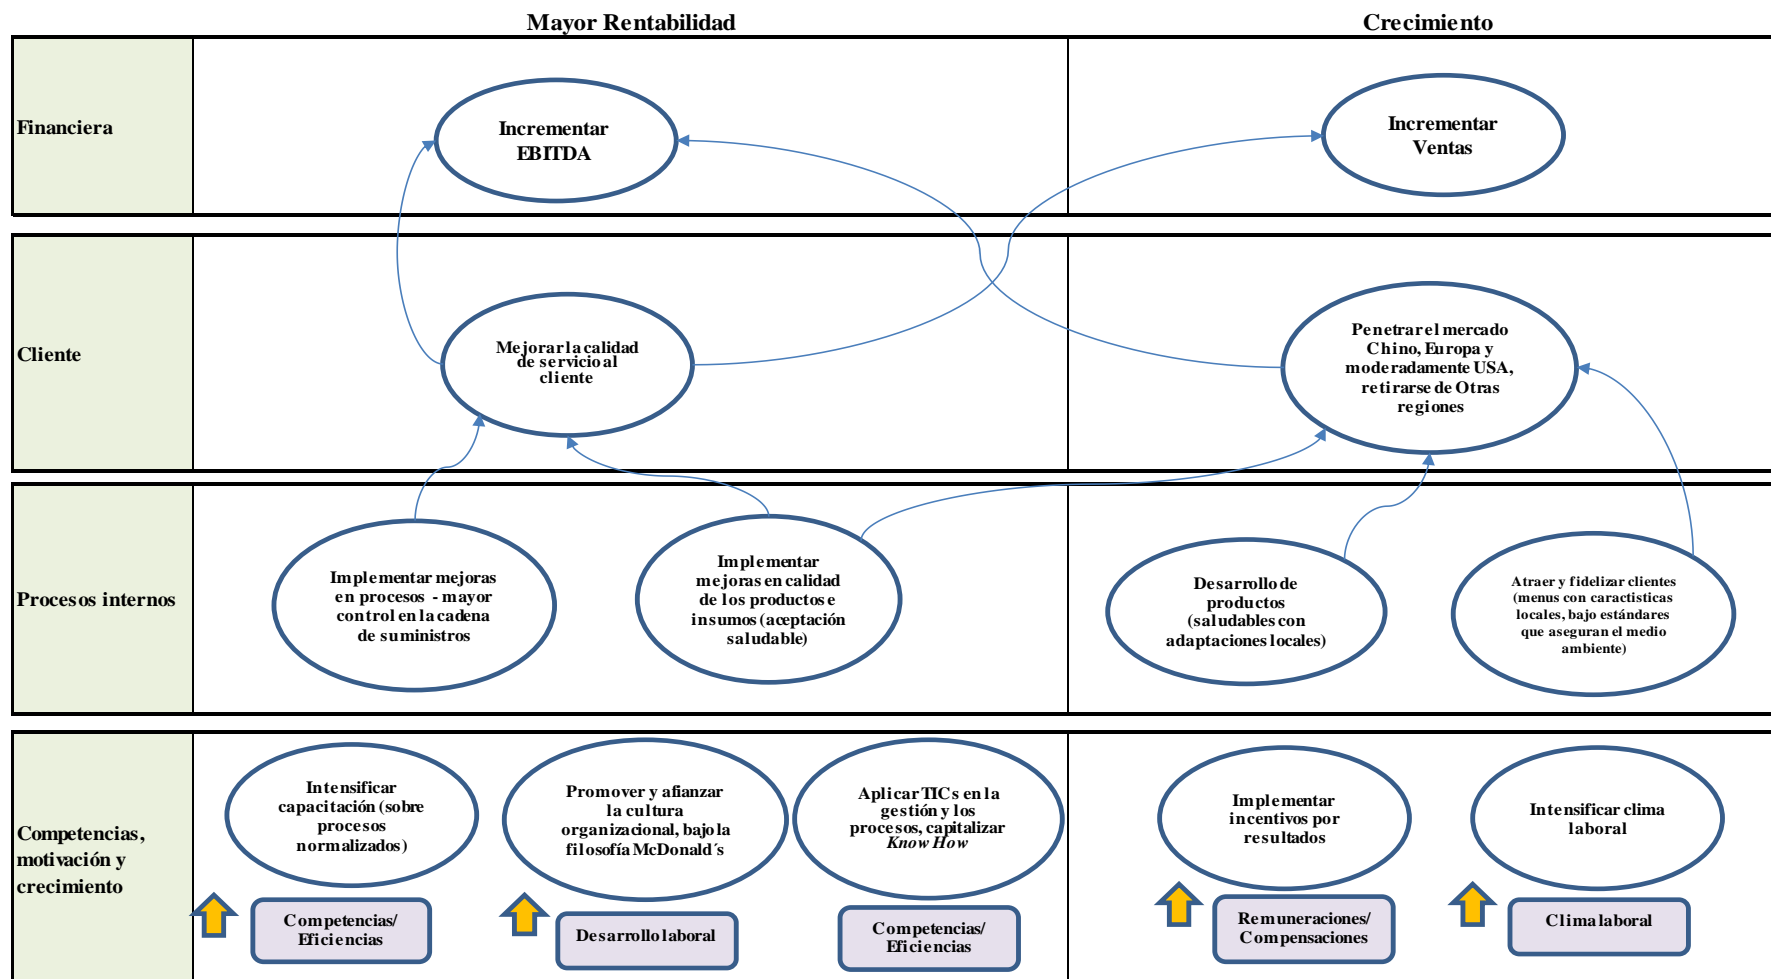 Mayor Rentabilidad
Crecimiento
Financiera
Incrementar
EBITDA
Incrementar
Ventas
Cliente
Mejorar la calidad
de servicio al
cliente
Penetrar el mercado
Chino, Europa y
moderadamente USA,
retirarse de Otras
regiones
Procesos internos
Implementar mejoras
en procesos - mayor
control en la cadena
de suministros
Implementar
mejoras en calidad
de los productos e
insumos (aceptación
saludable)
Desarrollo de
productos
(saludables con
adaptaciones locales)
Atraer y fidelizar clientes
(menus con caractisticas
locales, bajo estándares
que aseguran el medio
ambiente)
Competencias,
motivación y
crecimiento
Intensificar
capacitación (sobre
procesos
normalizados)
Promover y afianzar
la cultura
organizacional, bajo la
filosofía McDonald´s
Aplicar TICs en la
gestión y los
procesos, capitalizar
Know How
Implementar
incentivos por
resultados
Intensificar clima
laboral
Competencias/
Eficiencias
Desarrollo laboral
Competencias/
Eficiencias
Remuneraciones/
Compensaciones
Clima laboral